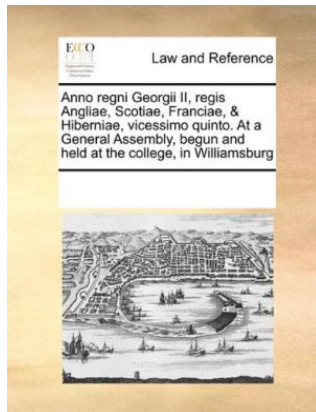 ECCO
Law and Reference
Anno regni Georgii II, regis
Angliae, Scotiae, Franciae, &
Hiberniae, vicessimo quinto. At a
General Assembly, begun and
held at the college, in Williamsburg